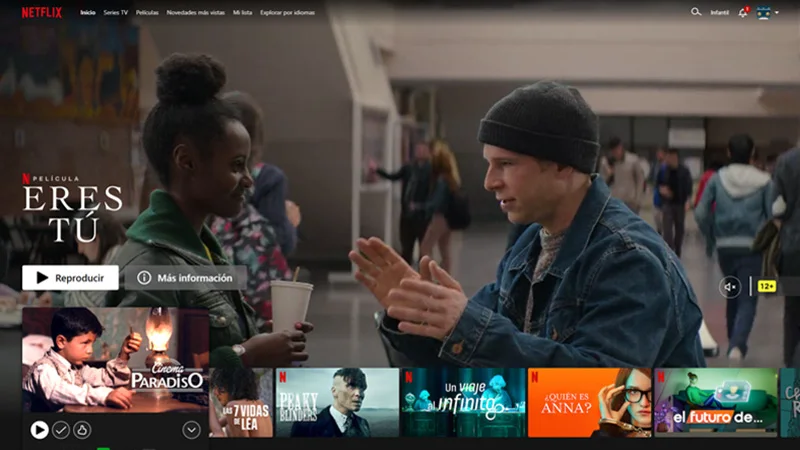 NETFLIX
Inicio Series TV Películas Novedades más vistas Mi lista Explorar por idiomas
Infantil
N PELÍCULA
ERES
TÚ
Reproducir
Más información
12+
Cinema
PARADISO
LAS 7 VIDAS
DE LÉA
PEAKY
BLINDERS
Un viaje
al infinito
¿QUIÉN ES
ANNA?
el futuro de...